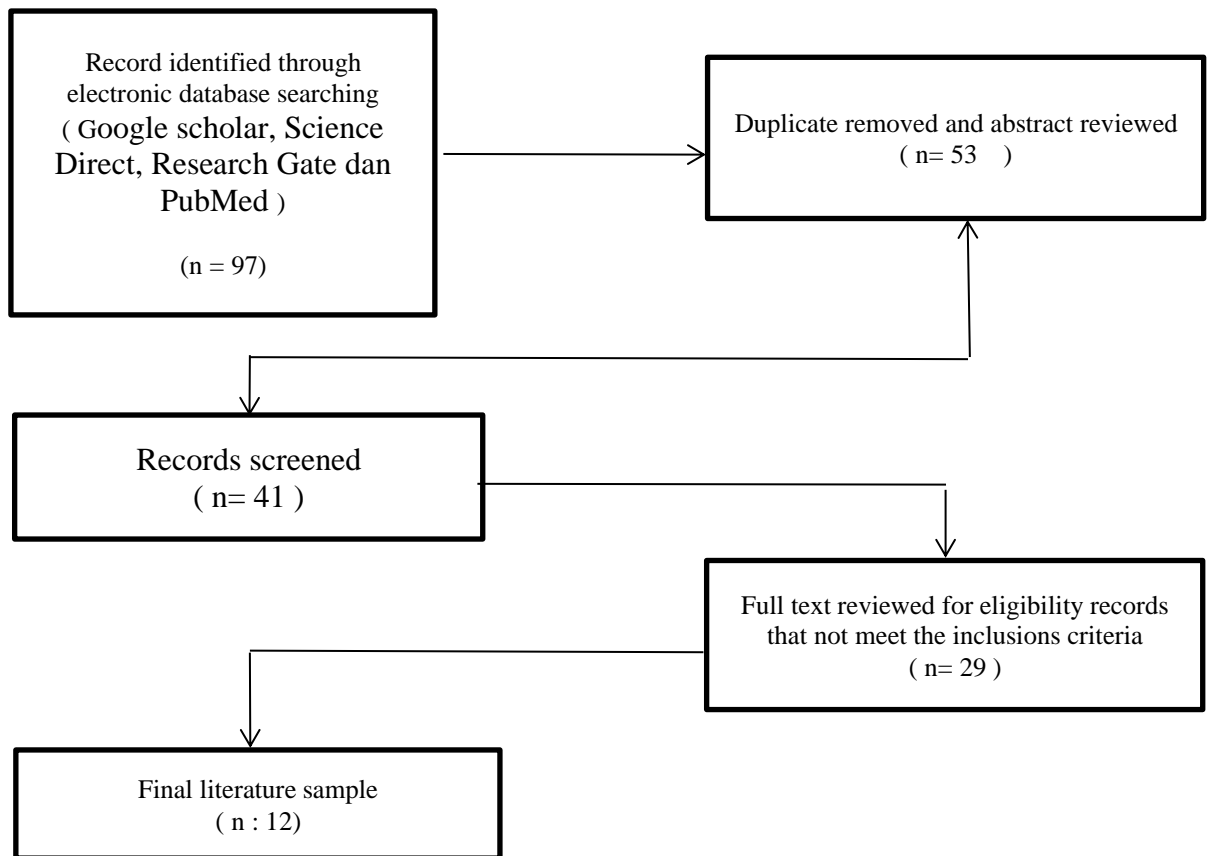 Record identified through
electronic database searching
( Google scholar, Science
Direct, Research Gate dan
PubMed )
(n = 97)
Duplicate removed and abstract reviewed
( n= 53 )
Records screened
( n= 41 )
Full text reviewed for eligibility records
that not meet the inclusions criteria
( n= 29 )
Final literature sample
( n : 12)